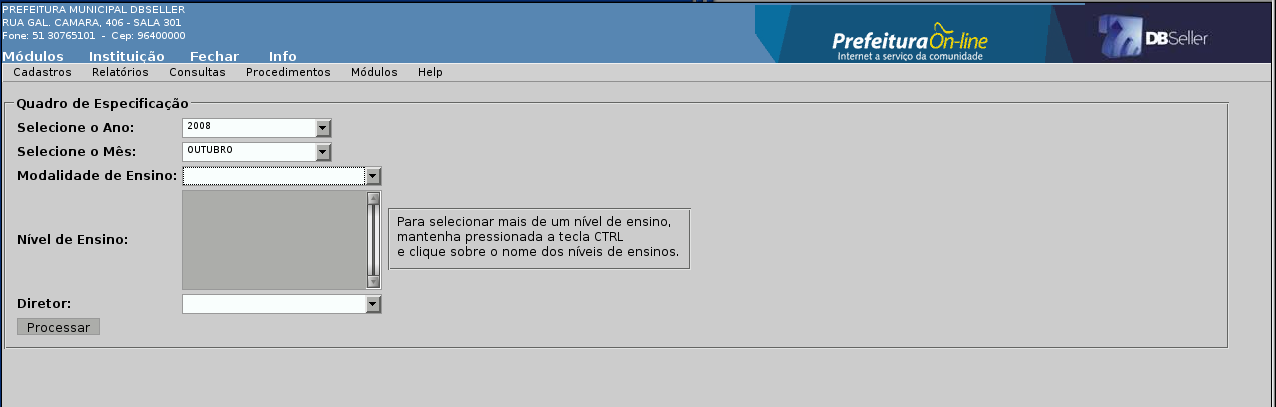 PREFEITURA MUNICIPAL DBSELLER
RUA GAL. CAMARA, 406 - SALA 301
Fone: 51 30765101 - Cep: 96400000
Prefeitura On-line
Internet a serviço da comunidade
DBSeller
Módulos Instituição Fechar Info
Cadastros Relatórios Consultas Procedimentos Módulos Help
Quadro de Especificação
Selecione o Ano: 2008
Selecione o Mês: OUTUBRO
Modalidade de Ensino:
Nível de Ensino:
Para selecionar mais de um nível de ensino,
mantenha pressionada a tecla CTRL
e clique sobre o nome dos níveis de ensinos.
Diretor:
Processar